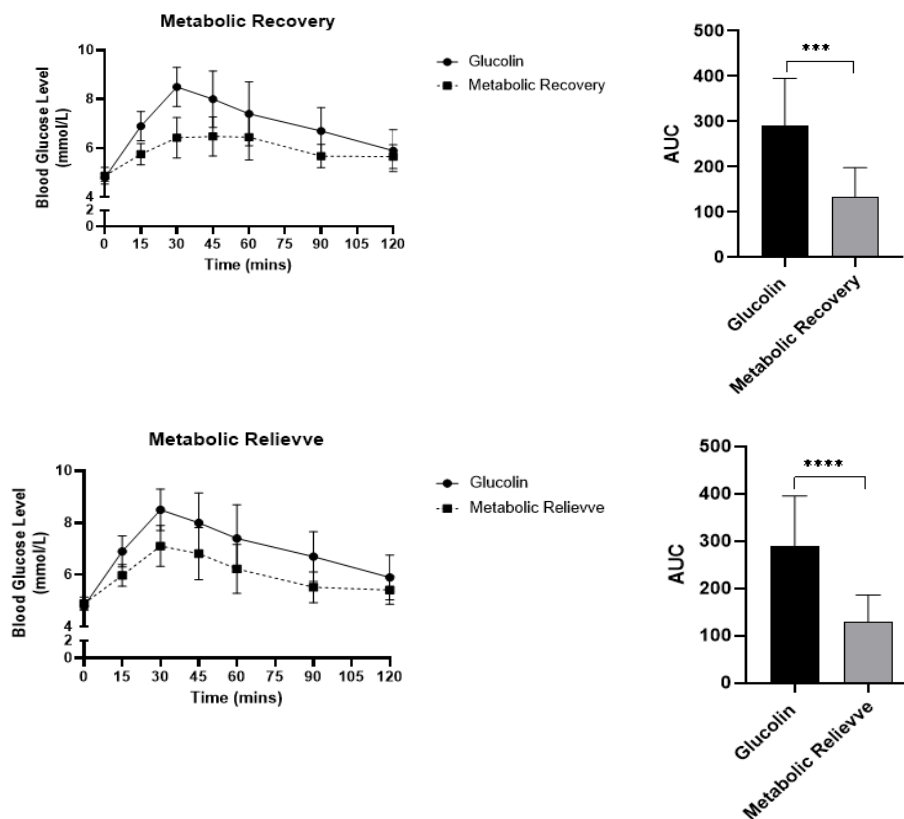 Metabolic Recovery
Blood Glucose Level
(mmol/L)
10
8
6
4
2
0
0 15 30 45 60 75 90 105 120
Time (mins)
Glucolin
Metabolic Recovery
AUC
500
400
300
200
100
0
***
Glucolin
Metabolic Recovery
Metabolic Relievve
Blood Glucose Level
(mmol/L)
10
8
6
4
2
0
0 15 30 45 60 75 90 105 120
Time (mins)
Glucolin
Metabolic Relievve
AUC
500
400
300
200
100
0
****
Glucolin
Metabolic Relievve